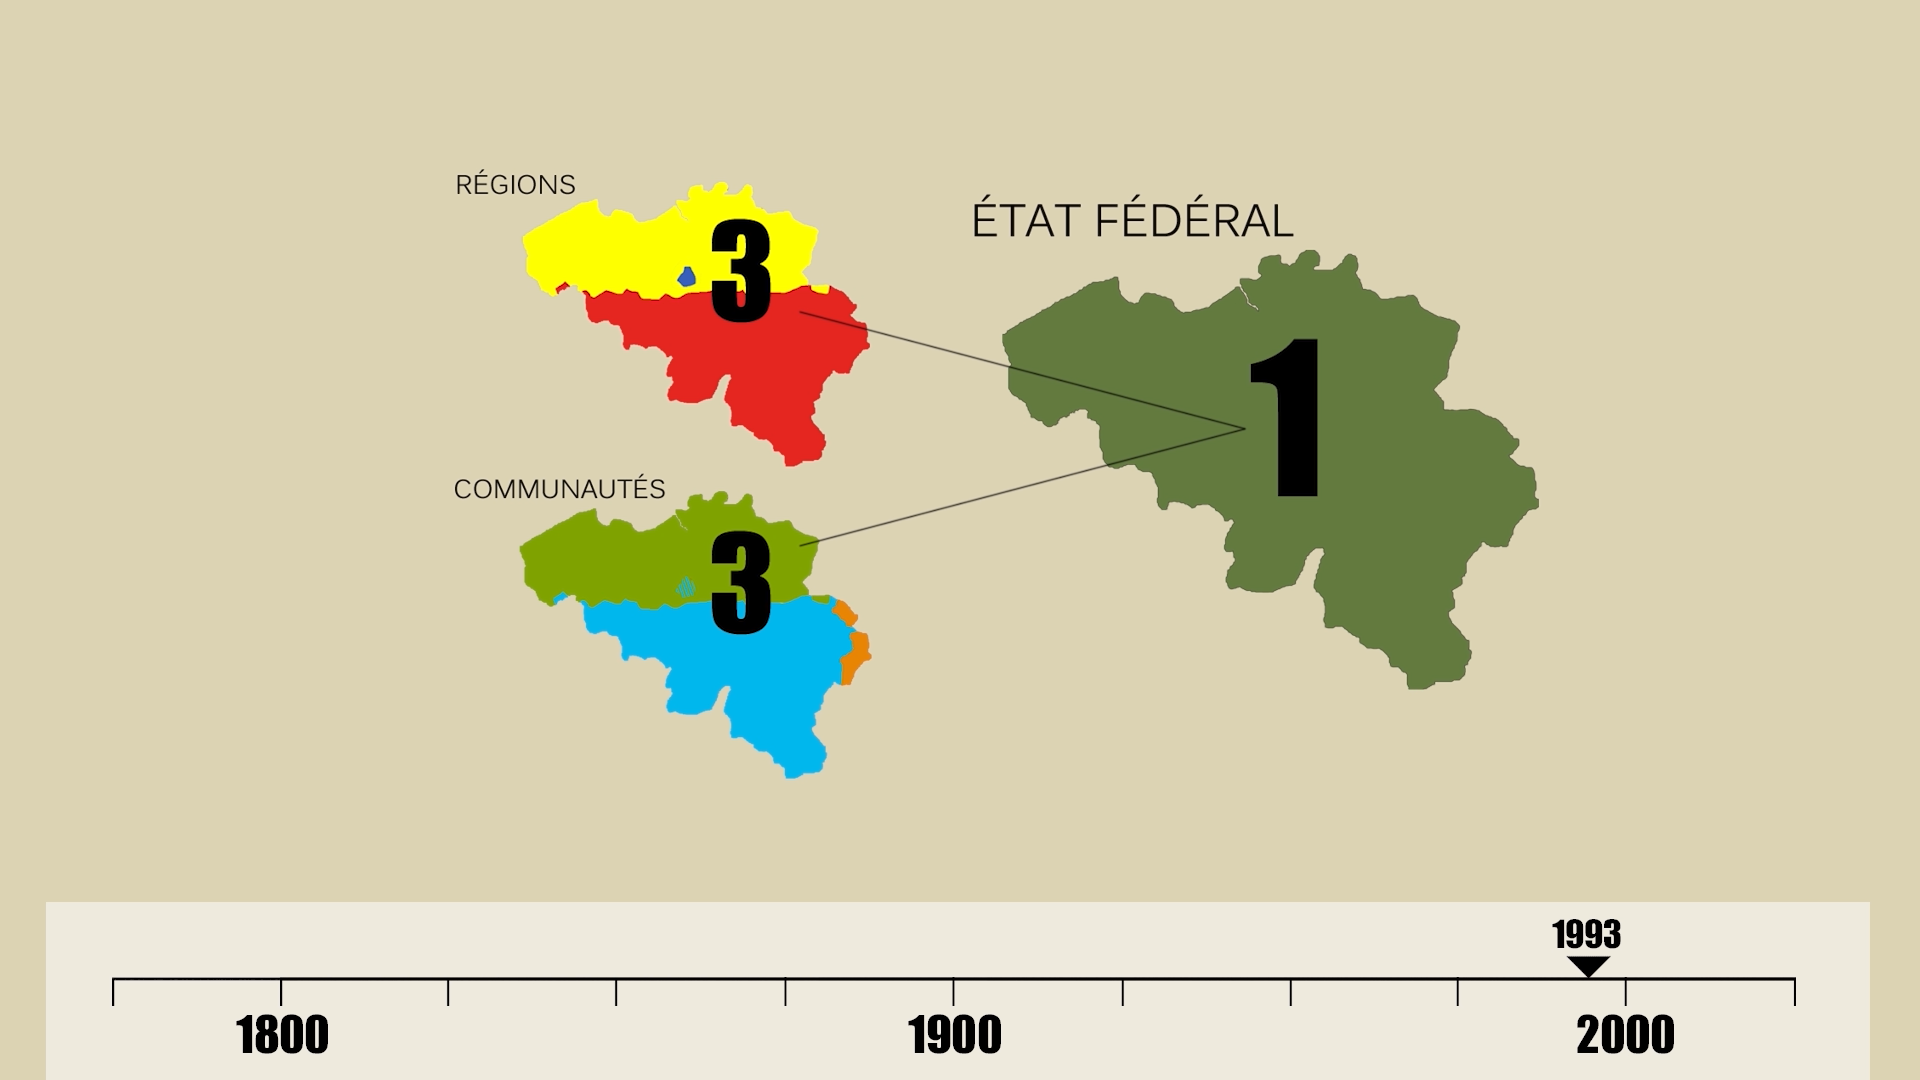 RÉGIONS
3
ÉTAT FÉDÉRAL
1
COMMUNAUTÉS
3
1993
1800
1900
2000